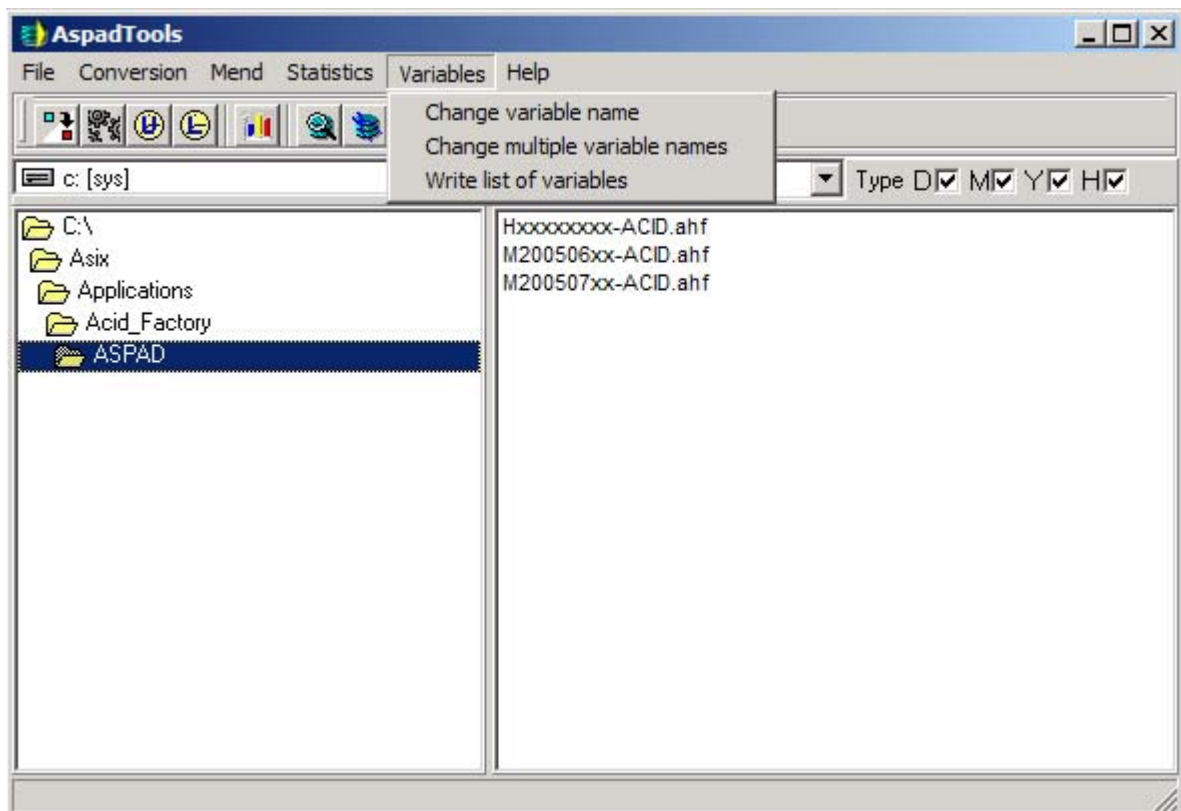 AspadTools
File Conversion Mend Statistics Variables Help
Change variable name
Change multiple variable names
Write list of variables
c: [sys]
Type D M Y H
C:\
Asix
Applications
Acid_Factory
ASPAD
Hxxxxxxxx-ACID.ahf
M200506xx-ACID.ahf
M200507xx-ACID.ahf